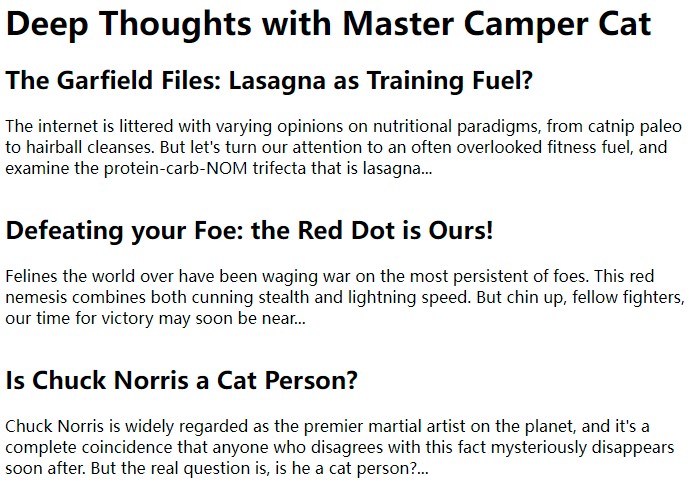 Deep Thoughts with Master Camper Cat
The Garfield Files: Lasagna as Training Fuel?
The internet is littered with varying opinions on nutritional paradigms, from catnip paleo
to hairball cleanses. But let's turn our attention to an often overlooked fitness fuel, and
examine the protein-carb-NOM trifecta that is lasagna...
Defeating your Foe: the Red Dot is Ours!
Felines the world over have been waging war on the most persistent of foes. This red
nemesis combines both cunning stealth and lightning speed. But chin up, fellow fighters,
our time for victory may soon be near...
Is Chuck Norris a Cat Person?
Chuck Norris is widely regarded as the premier martial artist on the planet, and it's a
complete coincidence that anyone who disagrees with this fact mysteriously disappears
soon after. But the real question is, is he a cat person?...